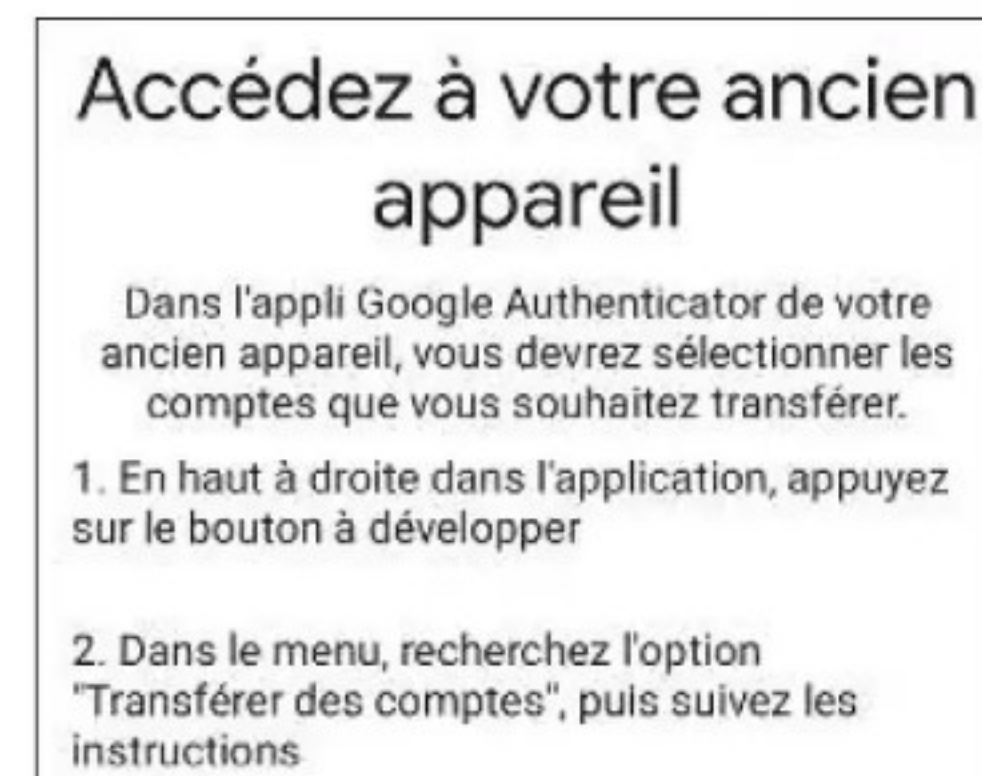 Accédez à votre ancien
appareil
Dans l'appli Google Authenticator de votre
ancien appareil, vous devrez sélectionner les
comptes que vous souhaitez transférer.
1. En haut à droite dans l'application, appuyez
sur le bouton à développer
2. Dans le menu, recherchez l'option
"Transférer des comptes", puis suivez les
instructions